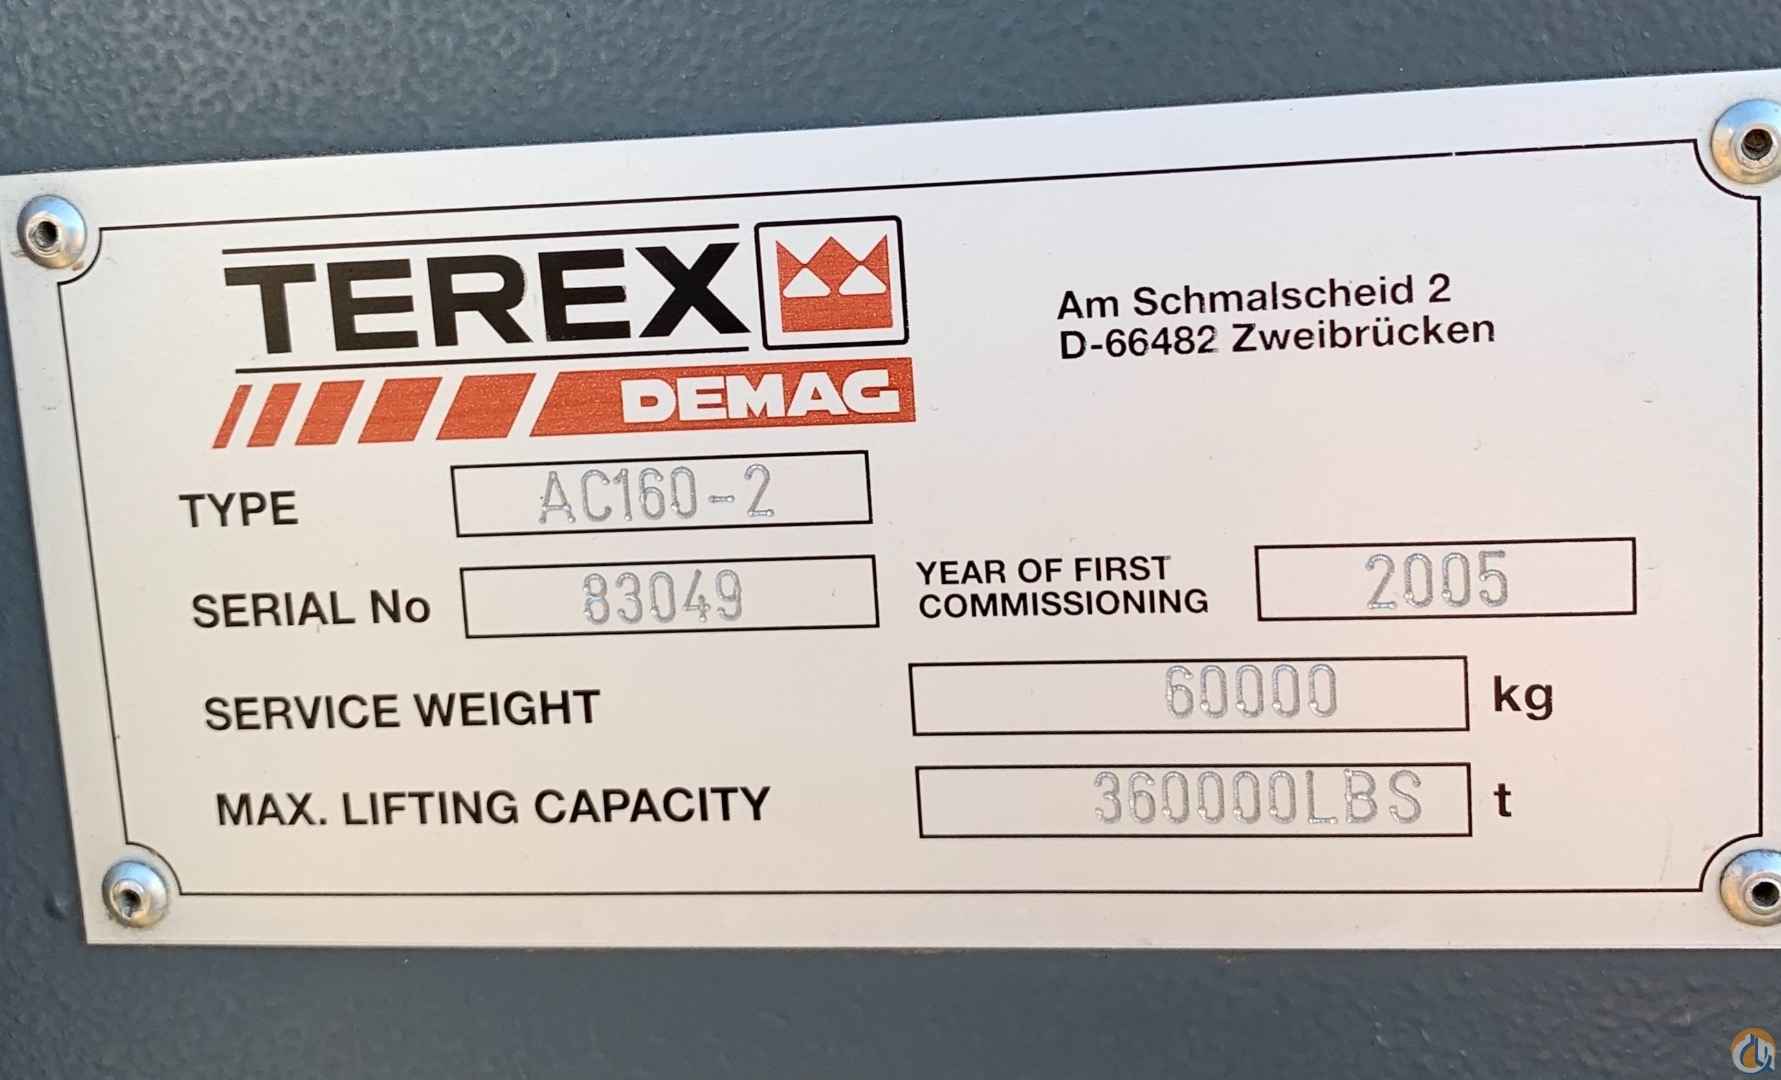 TEREX
DEMAG
Am Schmalscheid 2
D-66482 Zweibrücken
TYPE AC160-2
SERIAL No 83049
YEAR OF FIRST
COMMISSIONING 2005
SERVICE WEIGHT 60000 kg
MAX. LIFTING CAPACITY 360000LBS t